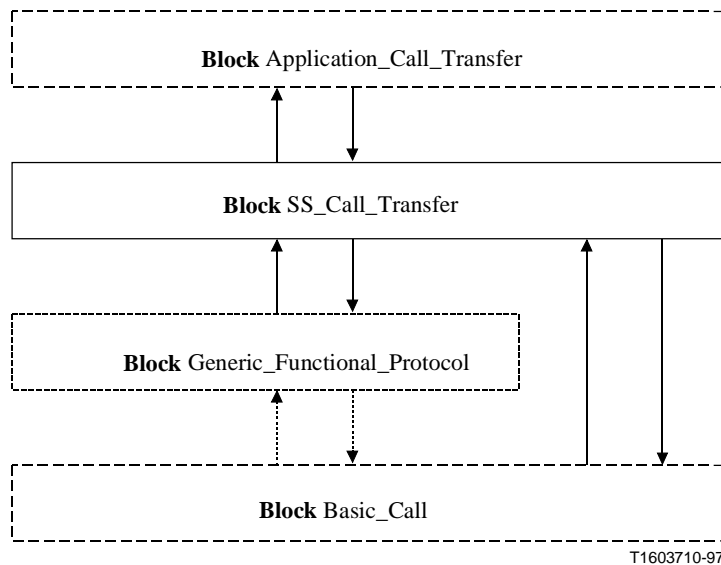 Block Application_Call_Transfer
Block SS_Call_Transfer
Block Generic_Functional_Protocol
Block Basic_Call
T1603710-97